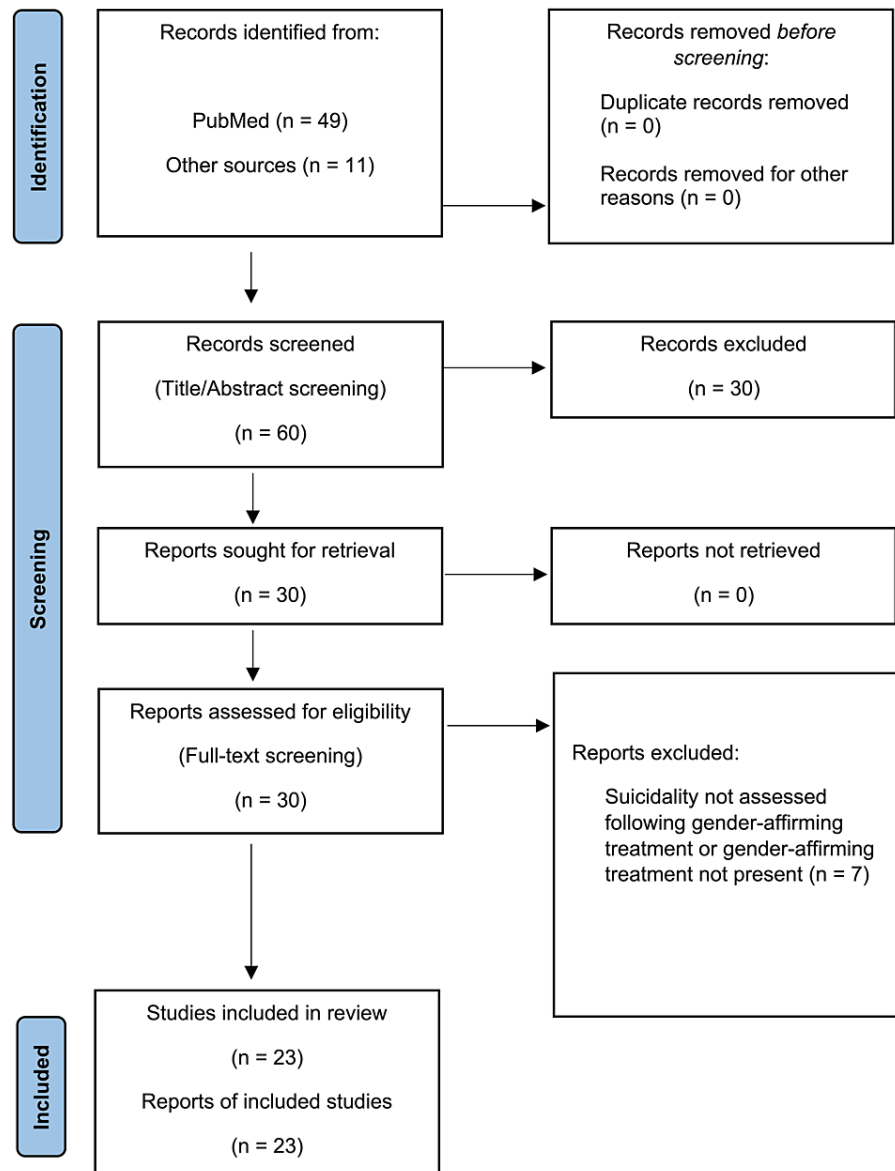 Identification
Records identified from:
PubMed (n = 49)
Other sources (n = 11)
Records removed before
screening:
Duplicate records removed
(n = 0)
Records removed for other
reasons (n = 0)
Screening
Records screened
(Title/Abstract screening)
(n = 60)
Records excluded
(n = 30)
Reports sought for retrieval
(n = 30)
Reports not retrieved
(n = 0)
Reports assessed for eligibility
(Full-text screening)
(n = 30)
Reports excluded:
Suicidality not assessed
following gender-affirming
treatment or gender-affirming
treatment not present (n = 7)
Included
Studies included in review
(n = 23)
Reports of included studies
(n = 23)